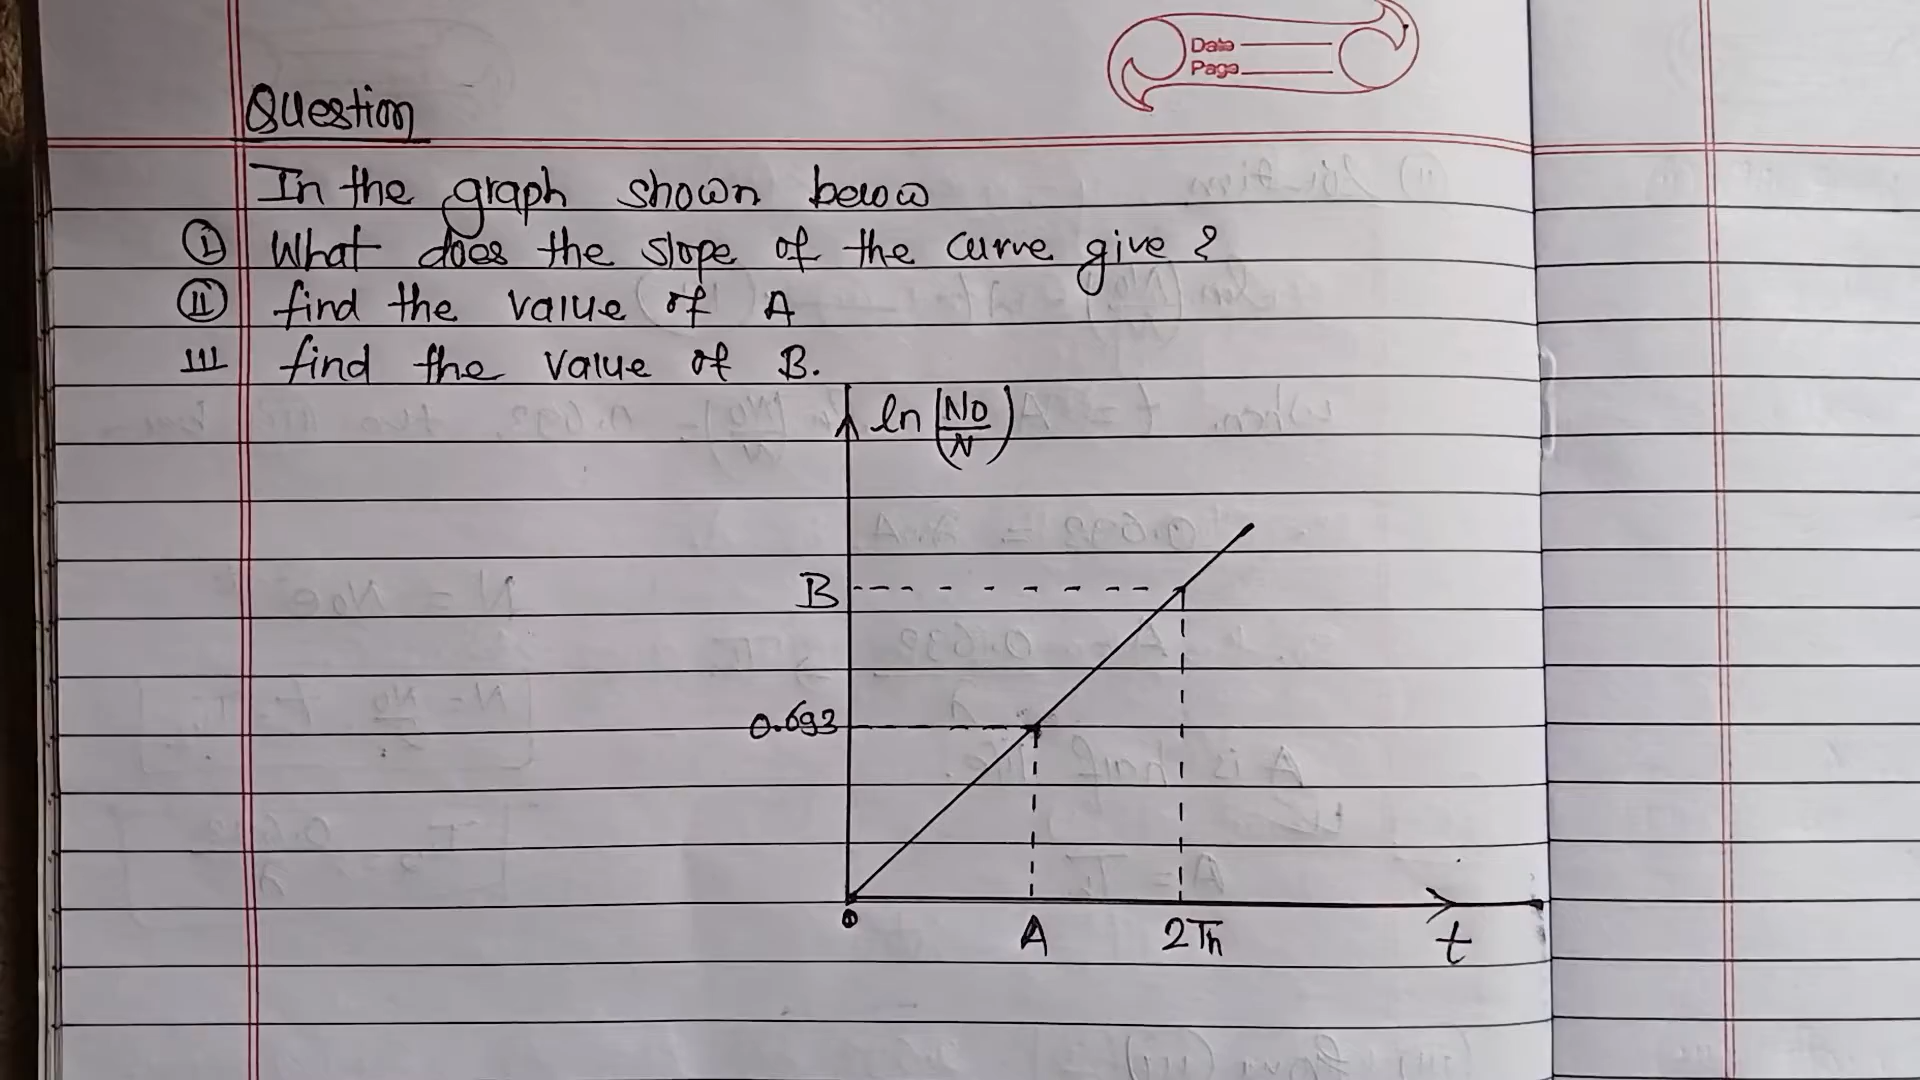 Date
Page
Question
In the graph shown below
(i) What does the slope of the curve give ?
(ii) find the value of A
iii find the value of B.
ln (No/N)
B
0.693
0
A
2Th
t